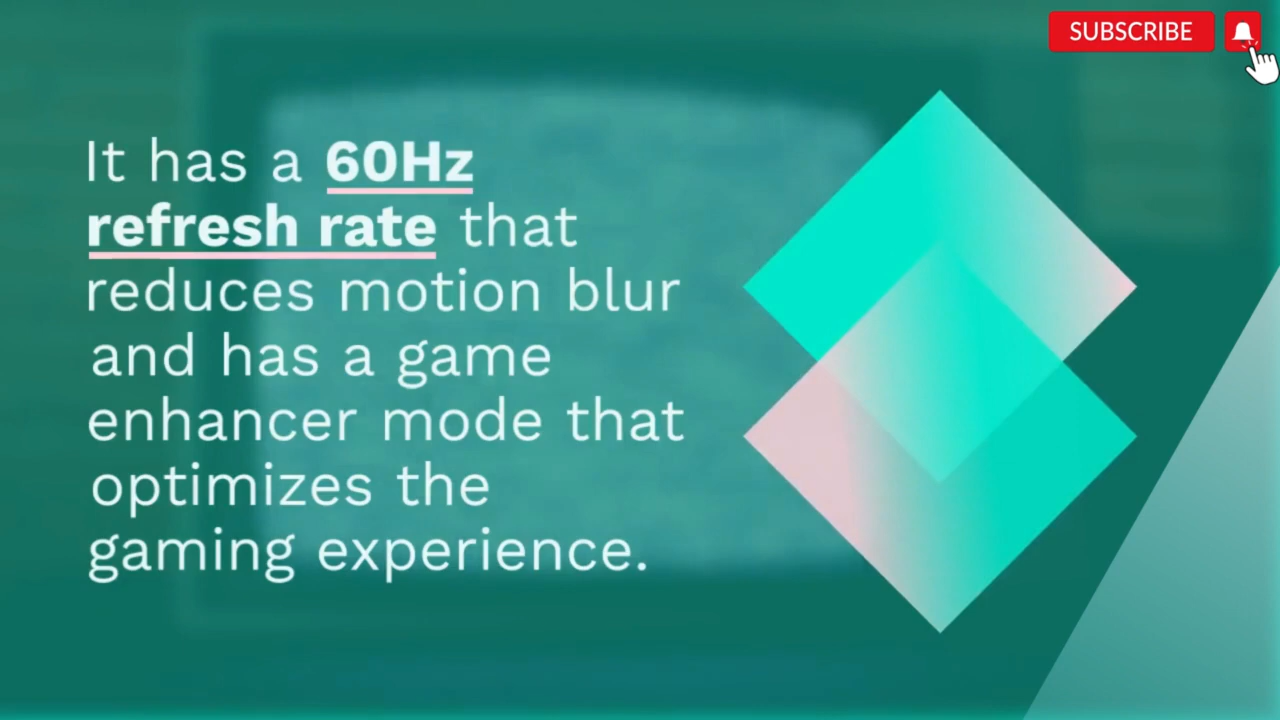 SUBSCRIBE
It has a 60Hz
refresh rate that
reduces motion blur
and has a game
enhancer mode that
optimizes the
gaming experience.